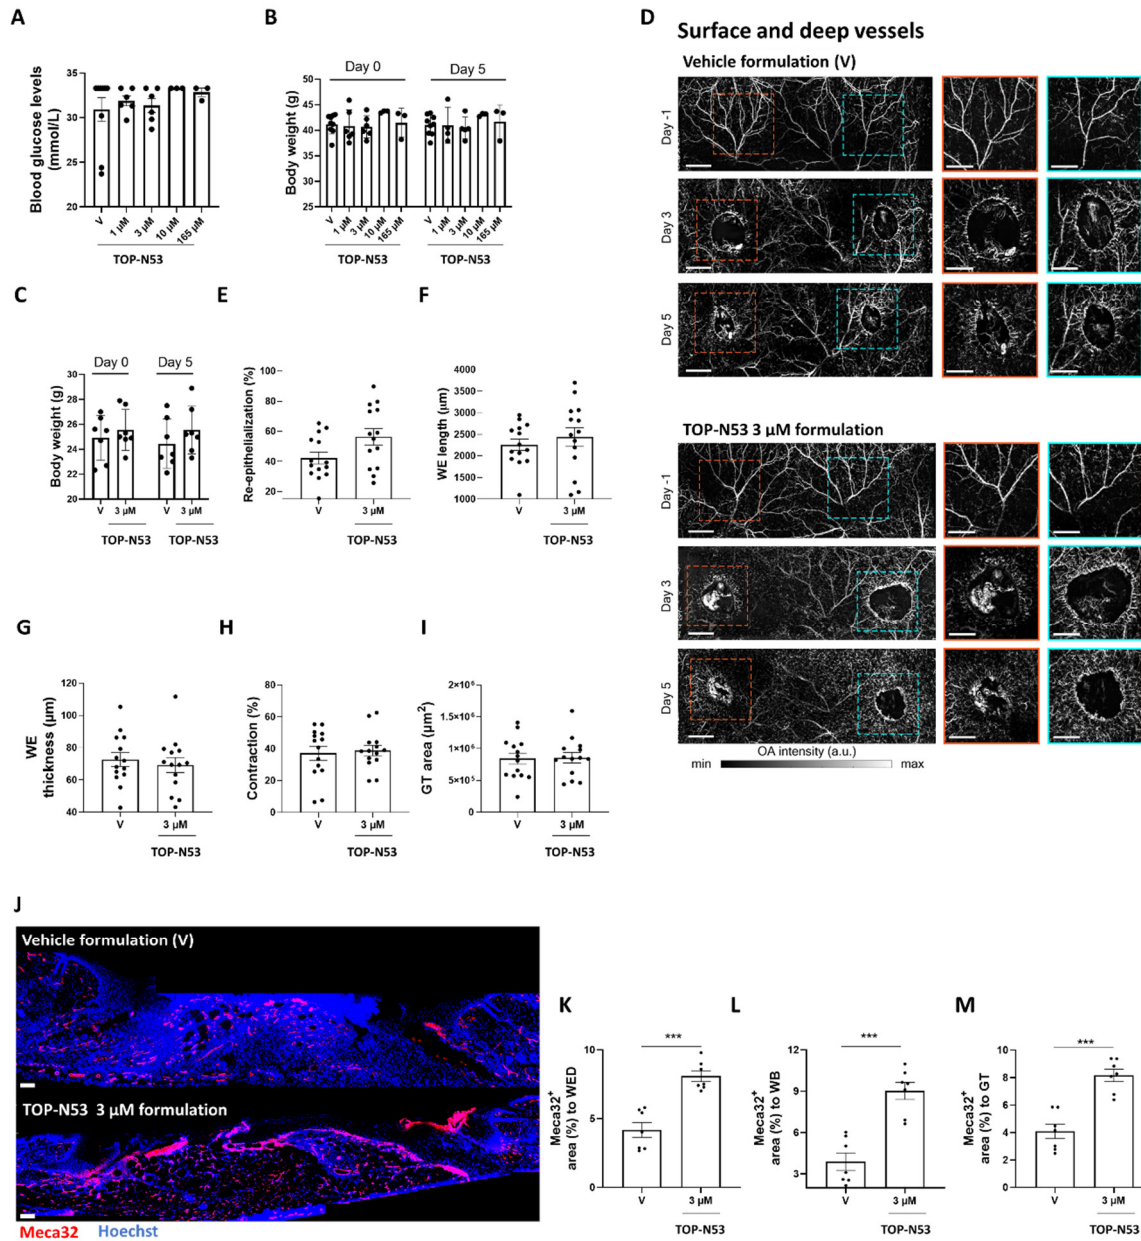 A
Blood glucose levels
(mmol/L)
35
33
31
29
27
25
23
20
V
1 µM
3 µM
10 µM
165 µM
TOP-N53
B
Day 0
Day 5
Body weight (g)
50
45
40
35
30
25
V
1 µM
3 µM
10 µM
165 µM
V
1 µM
3 µM
10 µM
165 µM
TOP-N53
TOP-N53
C
Day 0
Day 5
Body weight (g)
30
28
26
24
22
20
V
3 µM
V
3 µM
TOP-N53
TOP-N53
E
Re-epithelialization (%)
100
80
60
40
20
V
3 µM
TOP-N53
F
WE length (µm)
4000
3500
3000
2500
2000
1500
1000
V
3 µM
TOP-N53
D
Surface and deep vessels
Vehicle formulation (V)
Day -1
Day 3
Day 5
TOP-N53 3 µM formulation
Day -1
Day 3
Day 5
OA intensity (a.u.)
min
max
G
WE
thickness (µm)
120
100
80
60
40
V
3 µM
TOP-N53
H
Contraction (%)
80
60
40
20
0
V
3 µM
TOP-N53
I
GT area (µm²)
2×10⁶
1.5×10⁶
1×10⁶
5×10⁵
0
V
3 µM
TOP-N53
J
Vehicle formulation (V)
TOP-N53 3 µM formulation
Meca32 Hoechst
K
Meca32⁺
area (%) to WED
10
5
0
***
V
3 µM
TOP-N53
L
Meca32⁺
area (%) to WB
12
9
6
3
***
V
3 µM
TOP-N53
M
Meca32⁺
area (%) to GT
10
5
0
***
V
3 µM
TOP-N53